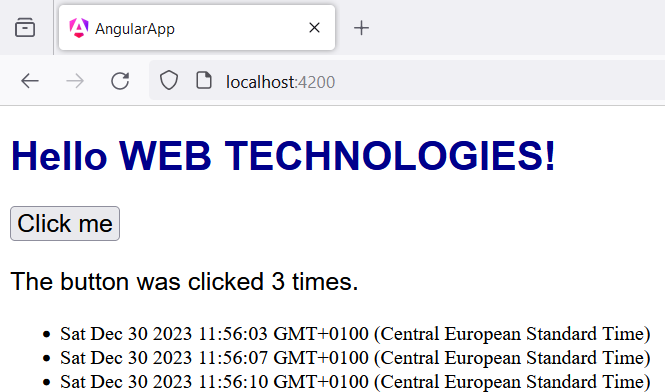 AngularApp
localhost:4200
Hello WEB TECHNOLOGIES!
Click me
The button was clicked 3 times.
Sat Dec 30 2023 11:56:03 GMT+0100 (Central European Standard Time)
Sat Dec 30 2023 11:56:07 GMT+0100 (Central European Standard Time)
Sat Dec 30 2023 11:56:10 GMT+0100 (Central European Standard Time)